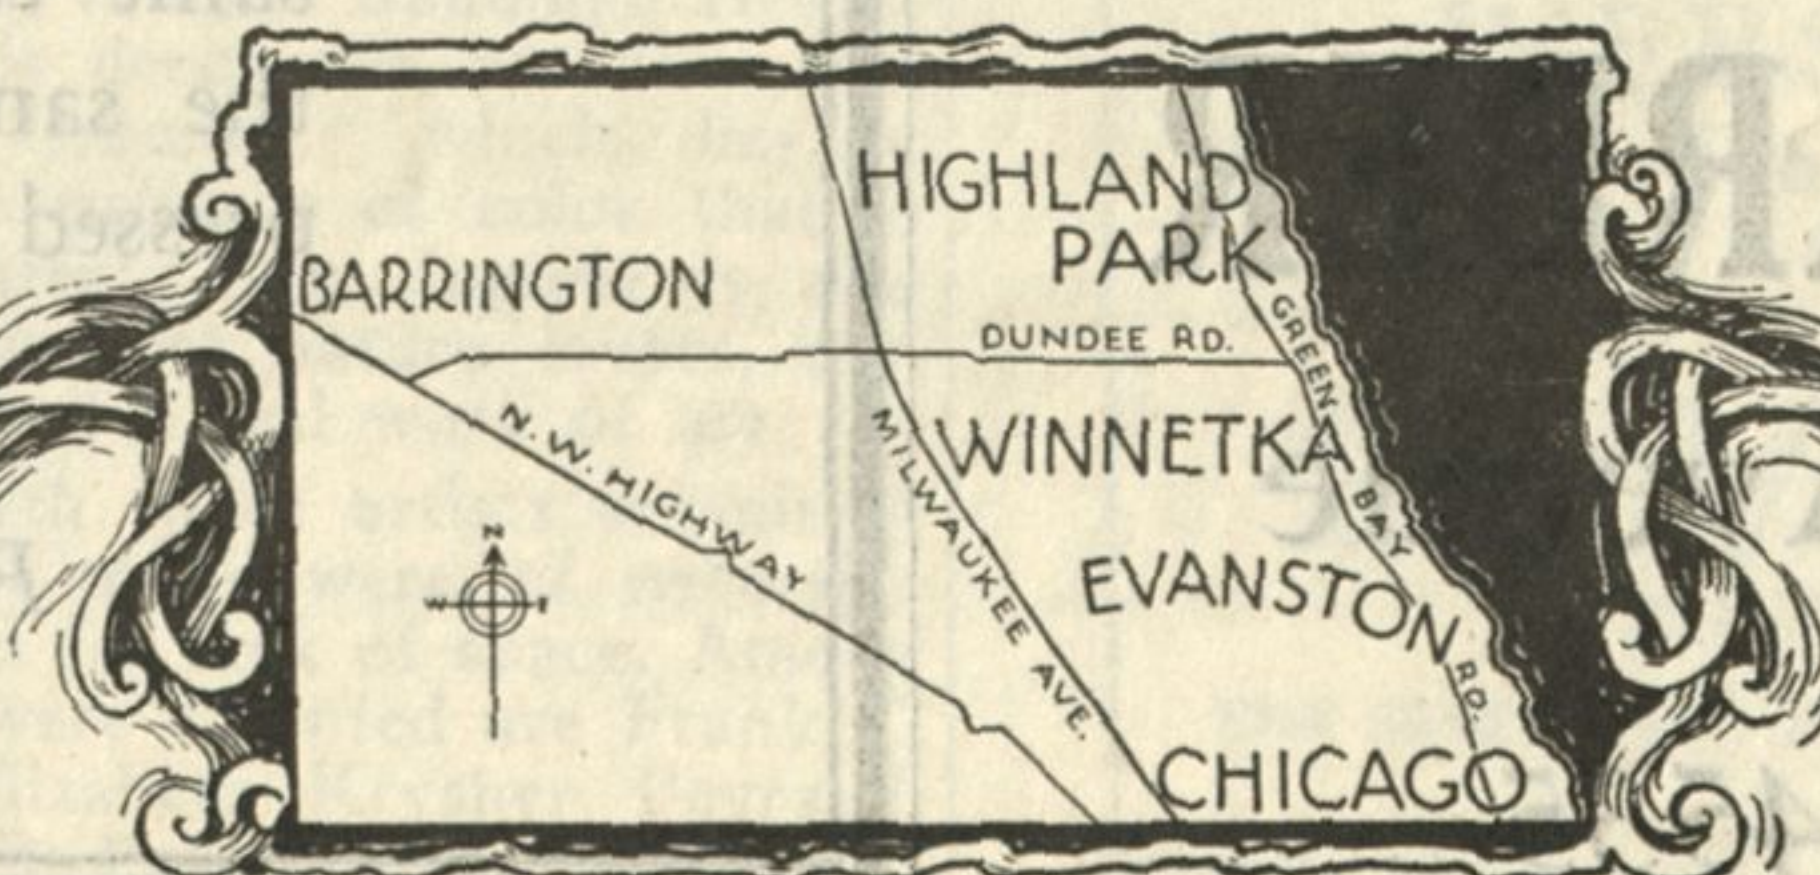 HIGHLAND
PARK
BARRINGTON
DUNDEE RD.
GREEN BAY RD.
N.W. HIGHWAY
MILWAUKEE AVE.
WINNETKA
EVANSTON
CHICAGO
N
W E